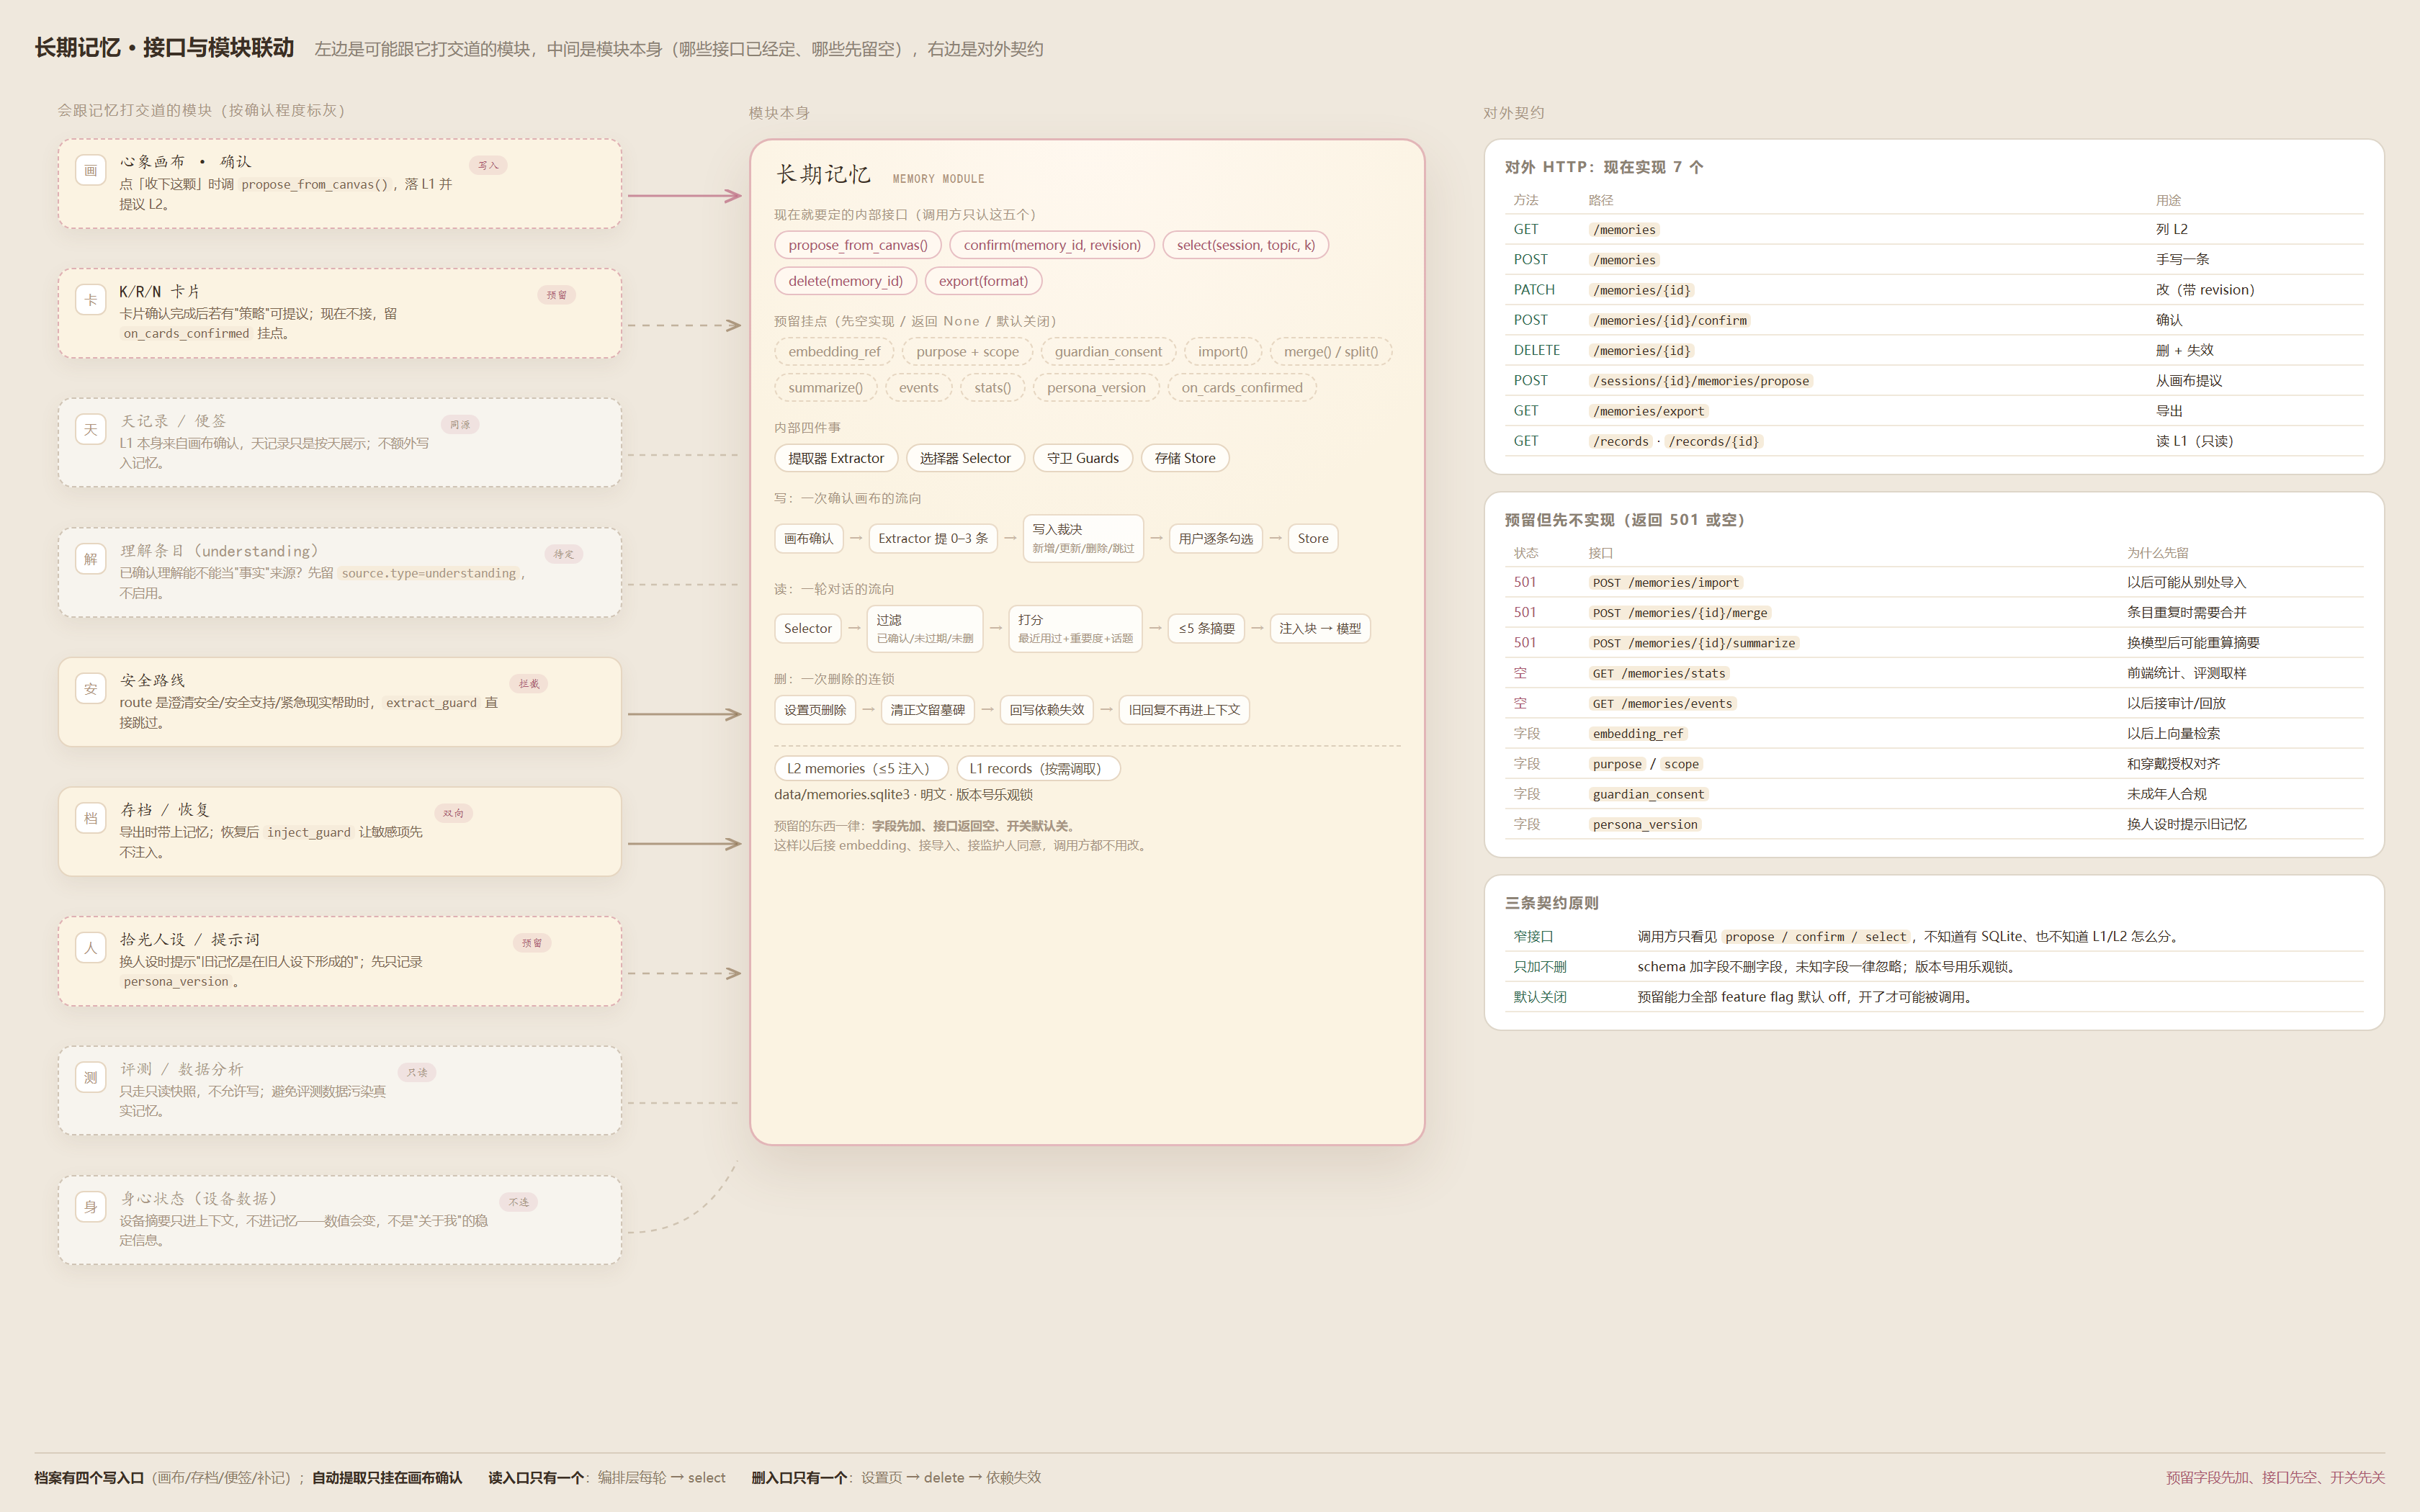 长期记忆 · 接口与模块联动 左边是可能跟它打交道的模块，中间是模块本身（哪些接口已经定、哪些先留空），右边是对外契约
会跟记忆打交道的模块（按确认程度标灰）
画 心象画布 · 确认 写入
点「收下这颗」时调 propose_from_canvas() ，落 L1 并
提议 L2。
卡 K/R/N 卡片 预留
卡片确认完成后若有"策略"可提议；现在不接，留
on_cards_confirmed 挂点。
天 天记录 / 便签 同源
L1 本身来自画布确认，天记录只是按天展示；不额外写
入记忆。
解 理解条目（understanding） 待定
已确认理解能不能当"事实"来源？先留 source.type=understanding ，
不启用。
安 安全路线 拦截
route 是澄清安全/安全支持/紧急现实帮助时， extract_guard 直
接跳过。
档 存档 / 恢复 双向
导出时带上记忆；恢复后 inject_guard 让敏感项先
不注入。
人 拾光人设 / 提示词 预留
换人设时提示"旧记忆是在旧人设下形成的"；先只记录
persona_version 。
测 评测 / 数据分析 只读
只走只读快照，不允许写；避免评测数据污染真
实记忆。
身 身心状态（设备数据） 不连
设备摘要只进上下文，不进记忆——数值会变，不是"关于我"的稳
定信息。
模块本身
长期记忆 MEMORY MODULE
现在就要定的内部接口（调用方只认这五个）
propose_from_canvas() confirm(memory_id, revision) select(session, topic, k)
delete(memory_id) export(format)
预留挂点（先空实现 / 返回 None / 默认关闭）
embedding_ref purpose + scope guardian_consent import() merge() / split()
summarize() events stats() persona_version on_cards_confirmed
内部四件事
提取器 Extractor 选择器 Selector 守卫 Guards 存储 Store
写：一次确认画布的流向
画布确认 → Extractor 提 0–3 条 → 写入裁决 → 用户逐条勾选 → Store
新增/更新/删除/跳过
读：一轮对话的流向
Selector → 过滤 → 打分 → ≤5 条摘要 → 注入块 → 模型
已确认/未过期/未删 最近用过+重要度+话题
删：一次删除的连锁
设置页删除 → 清正文留墓碑 → 回写依赖失效 → 旧回复不再进上下文
L2 memories（≤5 注入） L1 records（按需调取）
data/memories.sqlite3 · 明文 · 版本号乐观锁
预留的东西一律：字段先加、接口返回空、开关默认关。
这样以后接 embedding、接导入、接监护人同意，调用方都不用改。
对外契约
对外 HTTP：现在实现 7 个
方法 路径 用途
GET /memories 列 L2
POST /memories 手写一条
PATCH /memories/{id} 改（带 revision）
POST /memories/{id}/confirm 确认
DELETE /memories/{id} 删 + 失效
POST /sessions/{id}/memories/propose 从画布提议
GET /memories/export 导出
GET /records · /records/{id} 读 L1（只读）
预留但先不实现（返回 501 或空）
状态 接口 为什么先留
501 POST /memories/import 以后可能从别处导入
501 POST /memories/{id}/merge 条目重复时需要合并
501 POST /memories/{id}/summarize 换模型后可能重算摘要
空 GET /memories/stats 前端统计、评测取样
空 GET /memories/events 以后接审计/回放
字段 embedding_ref 以后上向量检索
字段 purpose / scope 和穿戴授权对齐
字段 guardian_consent 未成年人合规
字段 persona_version 换人设时提示旧记忆
三条契约原则
窄接口 调用方只看见 propose / confirm / select ，不知道有 SQLite、也不知道 L1/L2 怎么分。
只加不删 schema 加字段不删字段，未知字段一律忽略；版本号用乐观锁。
默认关闭 预留能力全部 feature flag 默认 off，开了才可能被调用。
档案有四个写入口（画布/存档/便签/补记）；自动提取只挂在画布确认 读入口只有一个：编排层每轮 → select 删入口只有一个：设置页 → delete → 依赖失效
预留字段先加、接口先空、开关先关